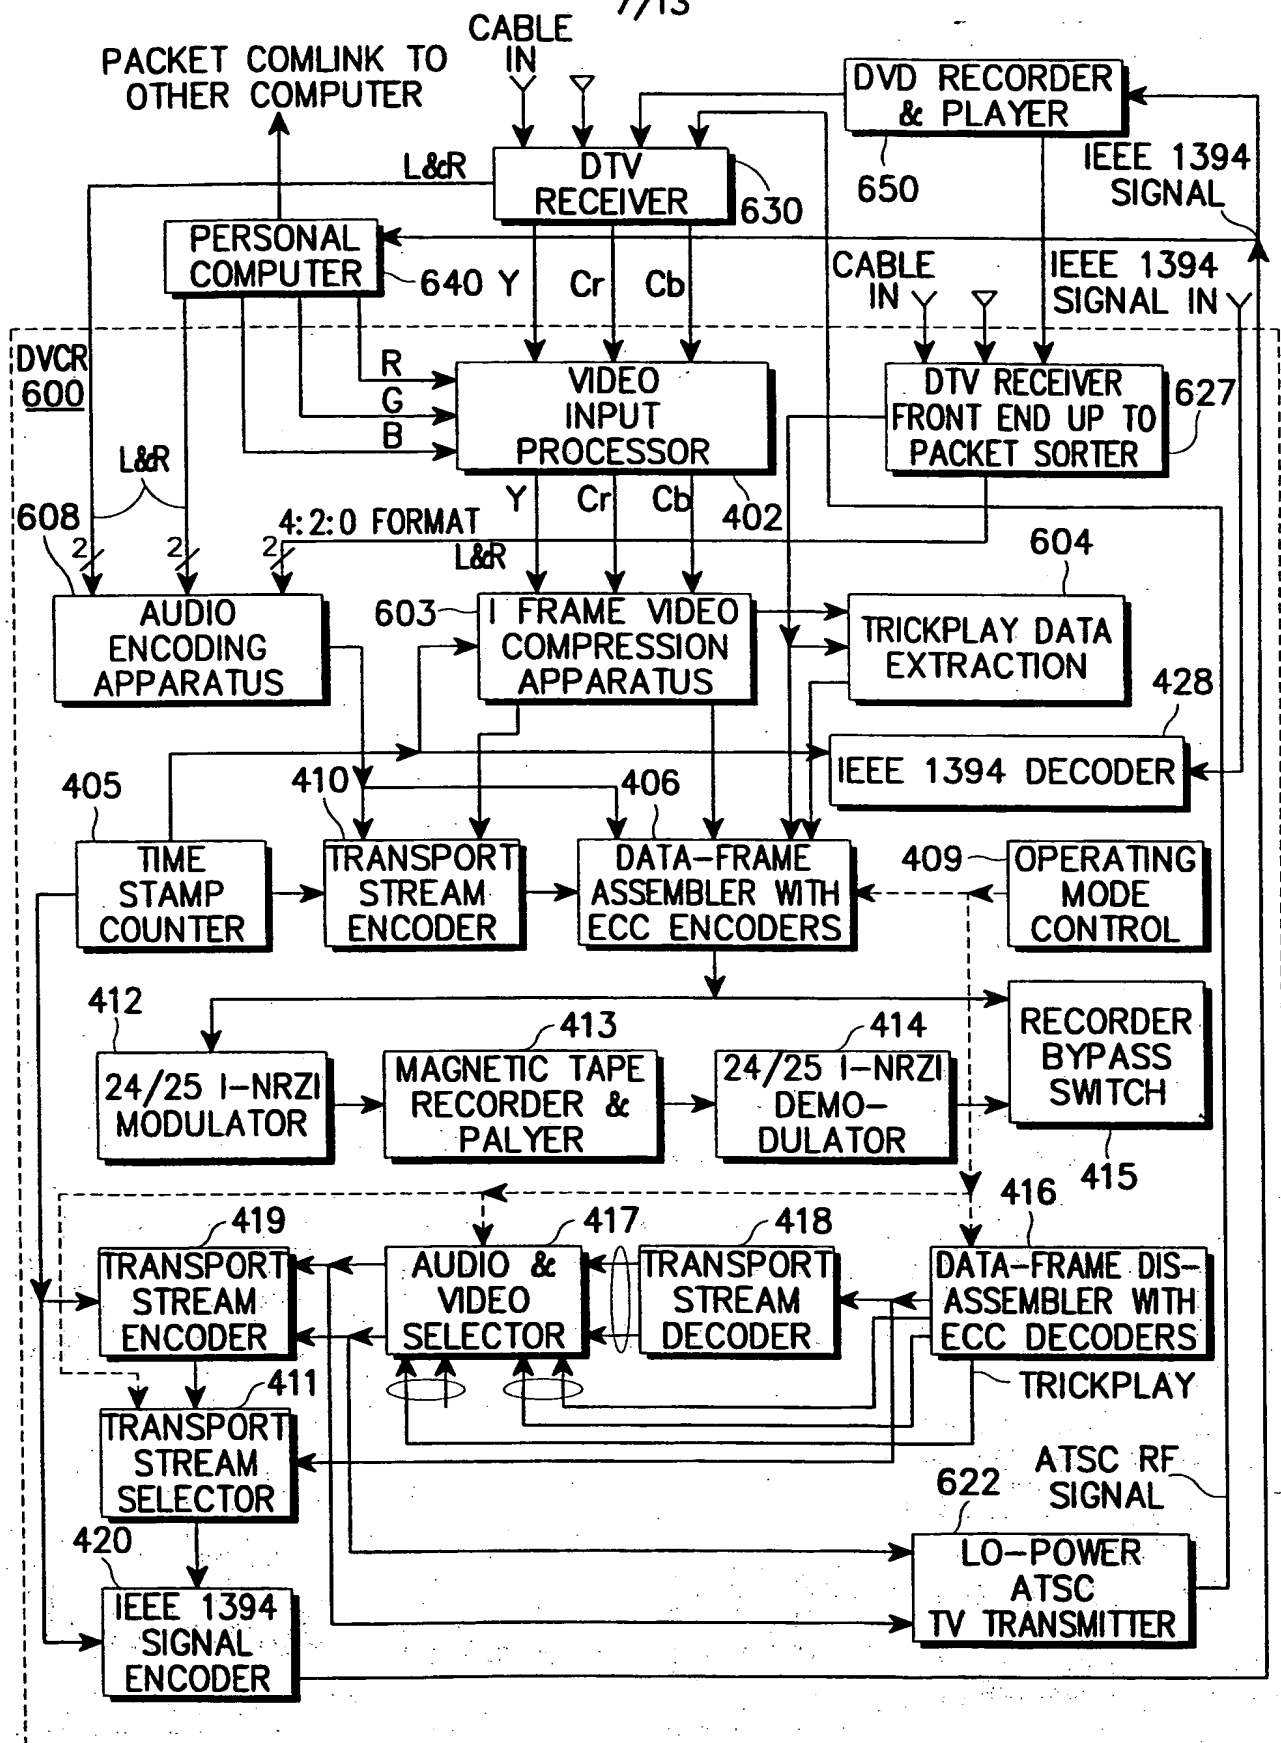 7/13
CABLE
IN
PACKET COMLINK TO
OTHER COMPUTER
DVD RECORDER
& PLAYER
650
IEEE 1394
SIGNAL
L&R
DTV
RECEIVER
630
PERSONAL
COMPUTER
640
Y
Cr
Cb
CABLE
IN
IEEE 1394
SIGNAL IN
DVCR
600
R
G
B
VIDEO
INPUT
PROCESSOR
402
DTV RECEIVER
FRONT END UP TO
PACKET SORTER
627
L&R
Y
Cr
Cb
608
4:2:0 FORMAT
L&R
2
2
2
604
AUDIO
ENCODING
APPARATUS
603
I FRAME VIDEO
COMPRESSION
APPARATUS
TRICKPLAY DATA
EXTRACTION
428
IEEE 1394 DECODER
405
410
406
409
TIME
STAMP
COUNTER
TRANSPORT
STREAM
ENCODER
DATA-FRAME
ASSEMBLER WITH
ECC ENCODERS
OPERATING
MODE
CONTROL
412
413
414
24/25 I-NRZI
MODULATOR
MAGNETIC TAPE
RECORDER &
PALYER
24/25 I-NRZI
DEMO-
DULATOR
RECORDER
BYPASS
SWITCH
415
419
417
418
416
TRANSPORT
STREAM
ENCODER
AUDIO &
VIDEO
SELECTOR
TRANSPORT
STREAM
DECODER
DATA-FRAME DIS-
ASSEMBLER WITH
ECC DECODERS
TRICKPLAY
411
TRANSPORT
STREAM
SELECTOR
ATSC RF
SIGNAL
622
LO-POWER
ATSC
TV TRANSMITTER
420
IEEE 1394
SIGNAL
ENCODER